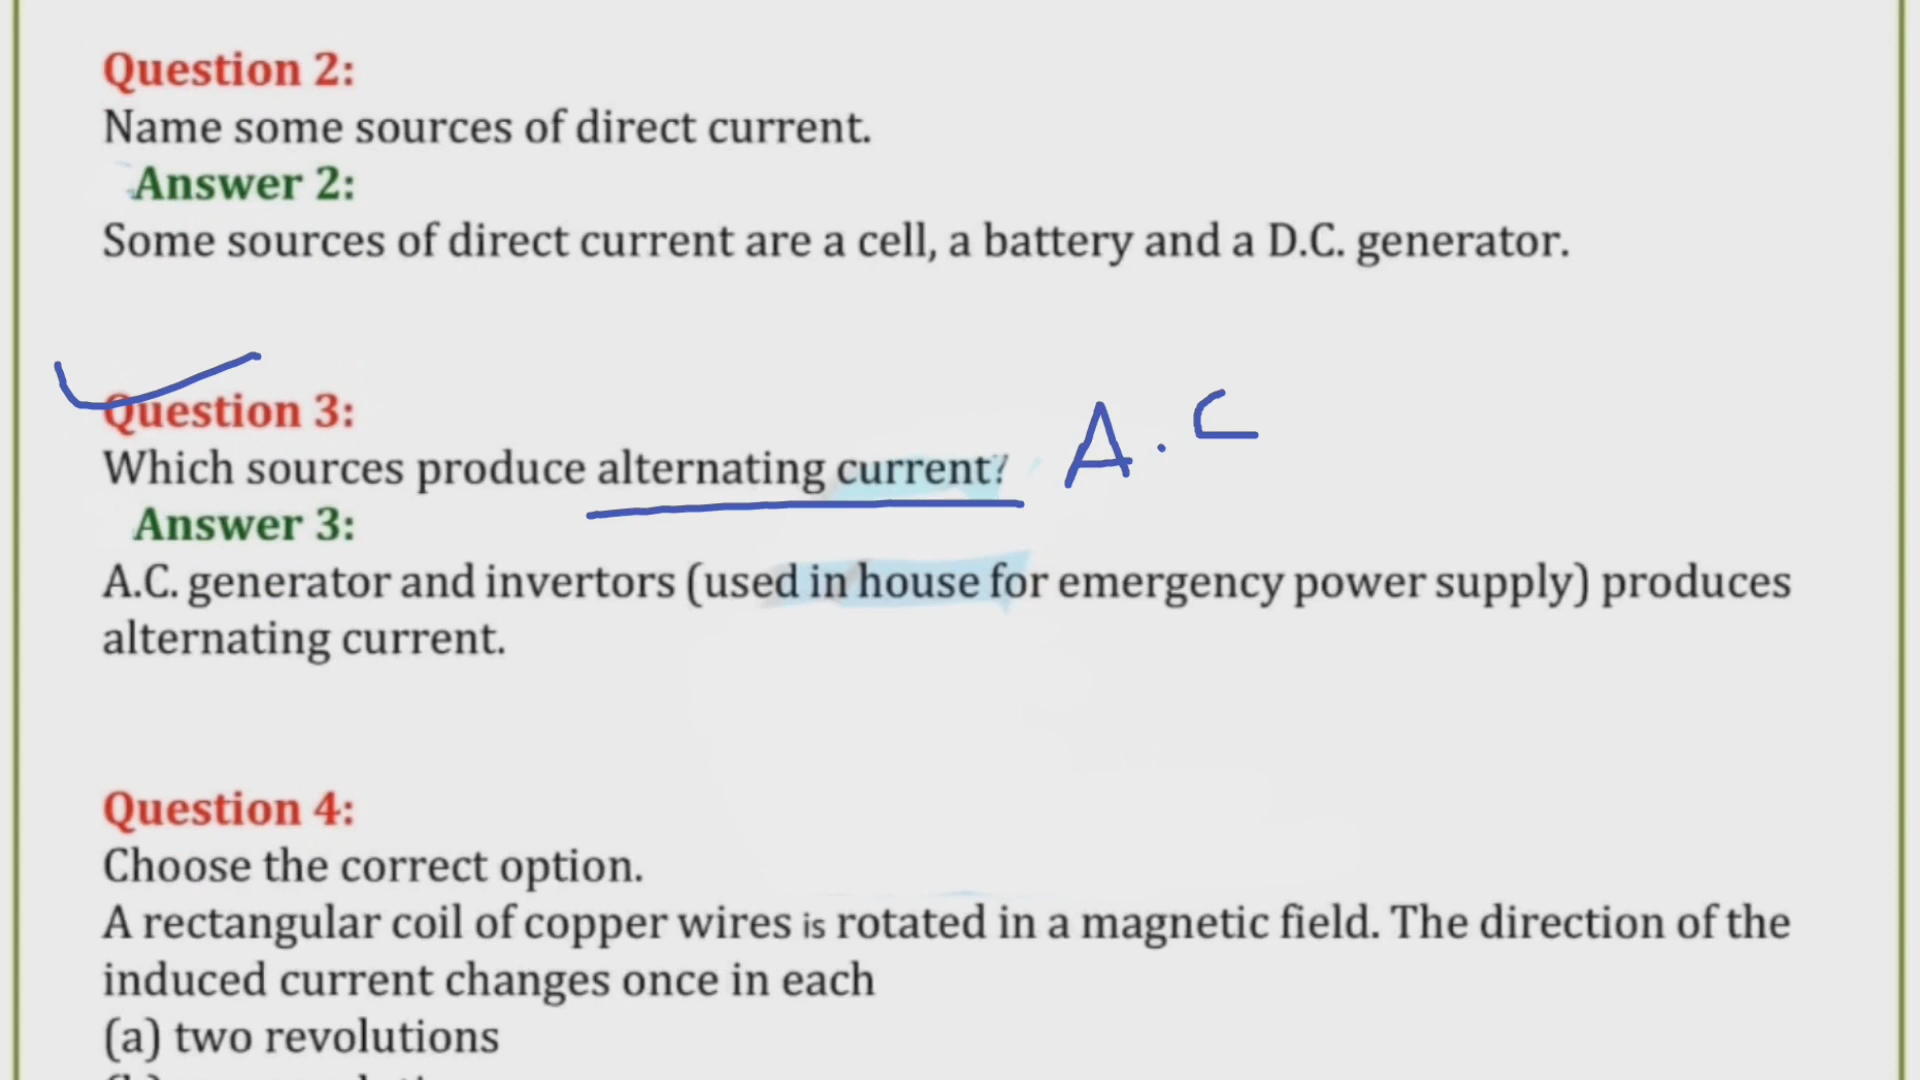 Question 2:
Name some sources of direct current.
Answer 2:
Some sources of direct current are a cell, a battery and a D.C. generator.
Question 3:
Which sources produce alternating current? A.C
Answer 3:
A.C. generator and invertors (used in house for emergency power supply) produces
alternating current.
Question 4:
Choose the correct option.
A rectangular coil of copper wires is rotated in a magnetic field. The direction of the
induced current changes once in each
(a) two revolutions